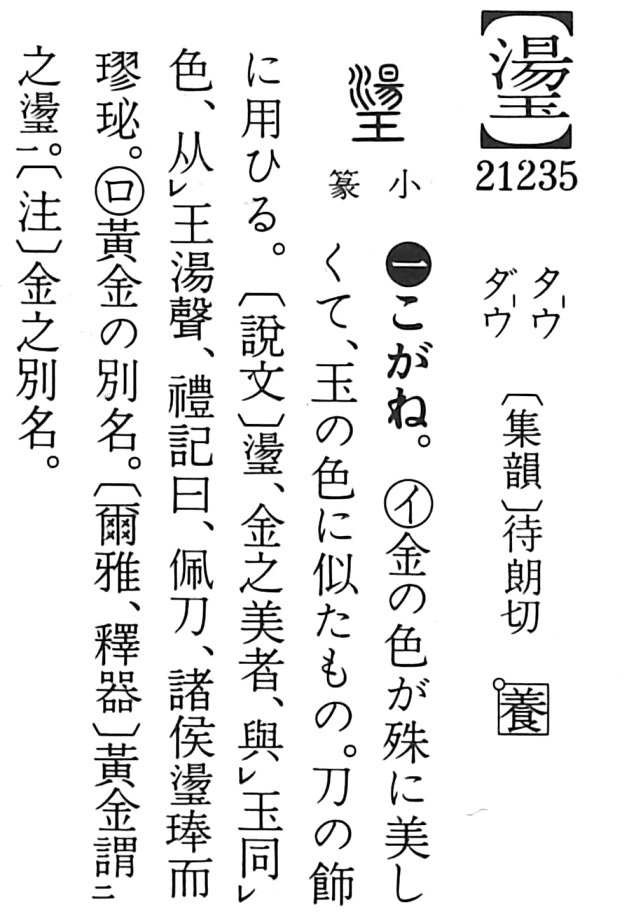 【璗】
21235
タ-ウ
ダ-ウ
〔集韻〕待朗切 養
小篆
㊀こがね。㋑金の色が殊に美し
くて、玉の色に似たもの。刀の飾
に用ひる。〔說文〕璗、金之美者、與㆑玉同㆑
色、从㆑王湯聲、禮記曰、佩刀、諸侯璗琫而
璆珌。㋺黃金の別名。〔爾雅、釋器〕黃金謂㆓
之璗㆒。〔注〕金之別名。